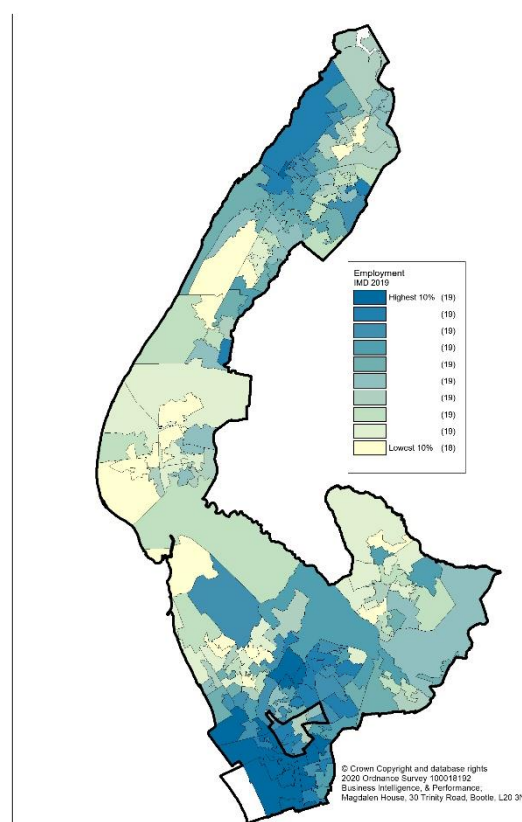 Employment
IMD 2019
Highest 10% (19)
(19)
(19)
(19)
(19)
(19)
(19)
(19)
(19)
Lowest 10% (18)
© Crown Copyright and database rights
2020 Ordnance Survey 100018192
Business Intelligence, & Performance,
Magdalen House, 30 Trinity Road, Bootle, L20